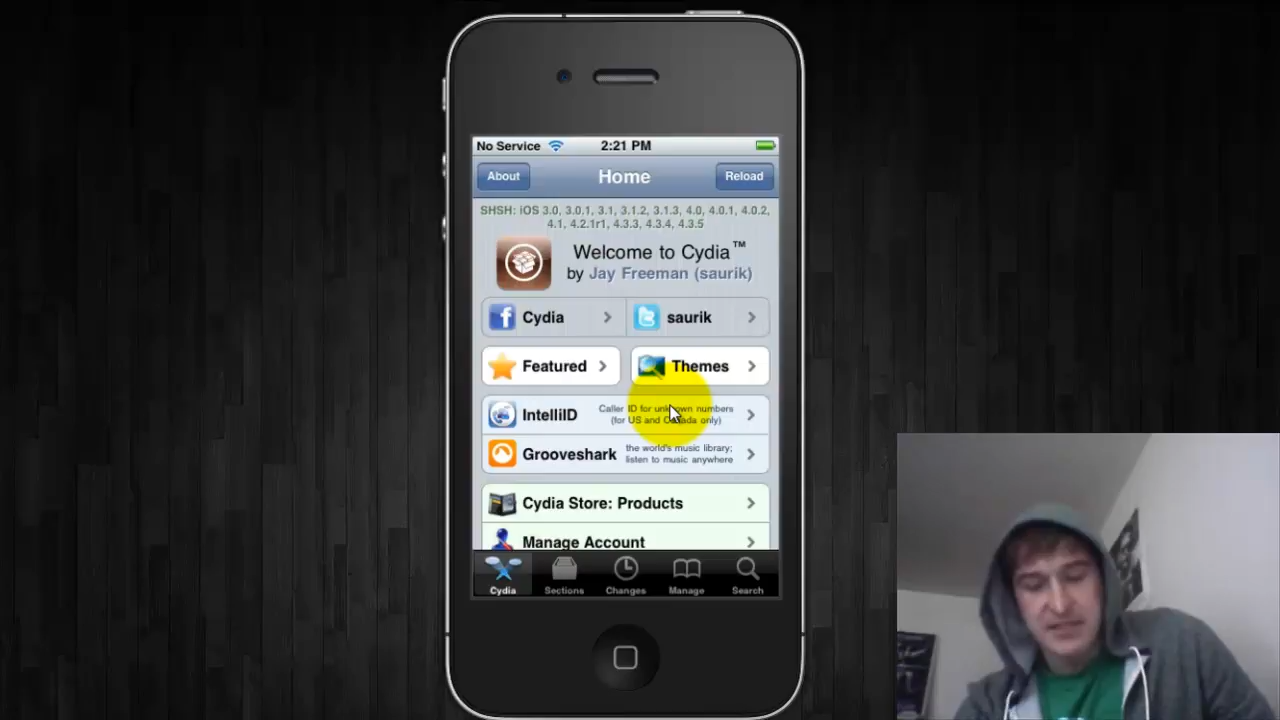 No Service 2:21 PM
About Home Reload
SHSH: iOS 3.0, 3.0.1, 3.1, 3.1.2, 3.1.3, 4.0, 4.0.1, 4.0.2,
4.1, 4.2.1r1, 4.3.3, 4.3.4, 4.3.5
Welcome to Cydia™
by Jay Freeman (saurik)
Cydia saurik
Featured Themes
IntelliID Caller ID for unknown numbers
(for US and Canada only)
Grooveshark the world's music library;
listen to music anywhere
Cydia Store: Products
Manage Account
Cydia Sections Changes Manage Search